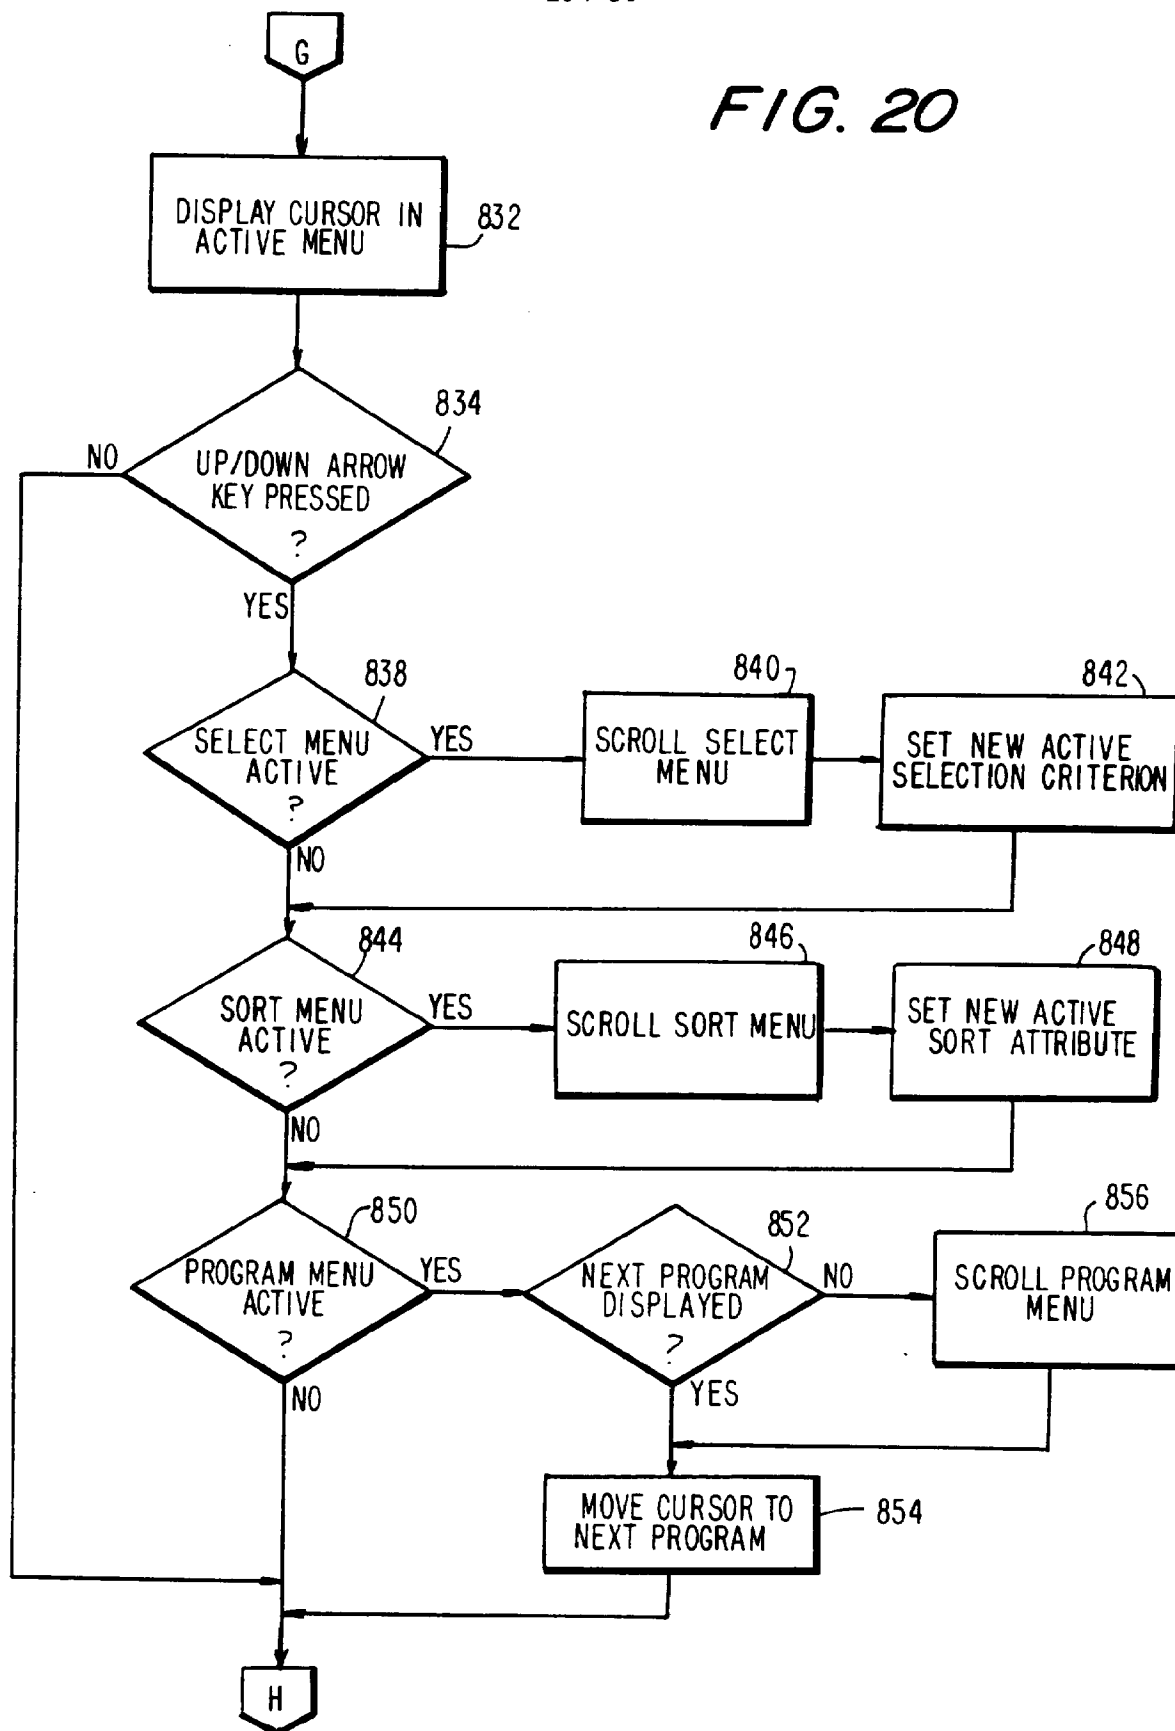 G
FIG. 20
DISPLAY CURSOR IN
ACTIVE MENU
832
834
NO
UP/DOWN ARROW
KEY PRESSED
?
YES
838
SELECT MENU
ACTIVE
?
YES
840
SCROLL SELECT
MENU
842
SET NEW ACTIVE
SELECTION CRITERION
NO
844
SORT MENU
ACTIVE
?
YES
846
SCROLL SORT MENU
848
SET NEW ACTIVE
SORT ATTRIBUTE
NO
850
PROGRAM MENU
ACTIVE
?
YES
852
NEXT PROGRAM
DISPLAYED
?
NO
856
SCROLL PROGRAM
MENU
NO
YES
MOVE CURSOR TO
NEXT PROGRAM
854
H